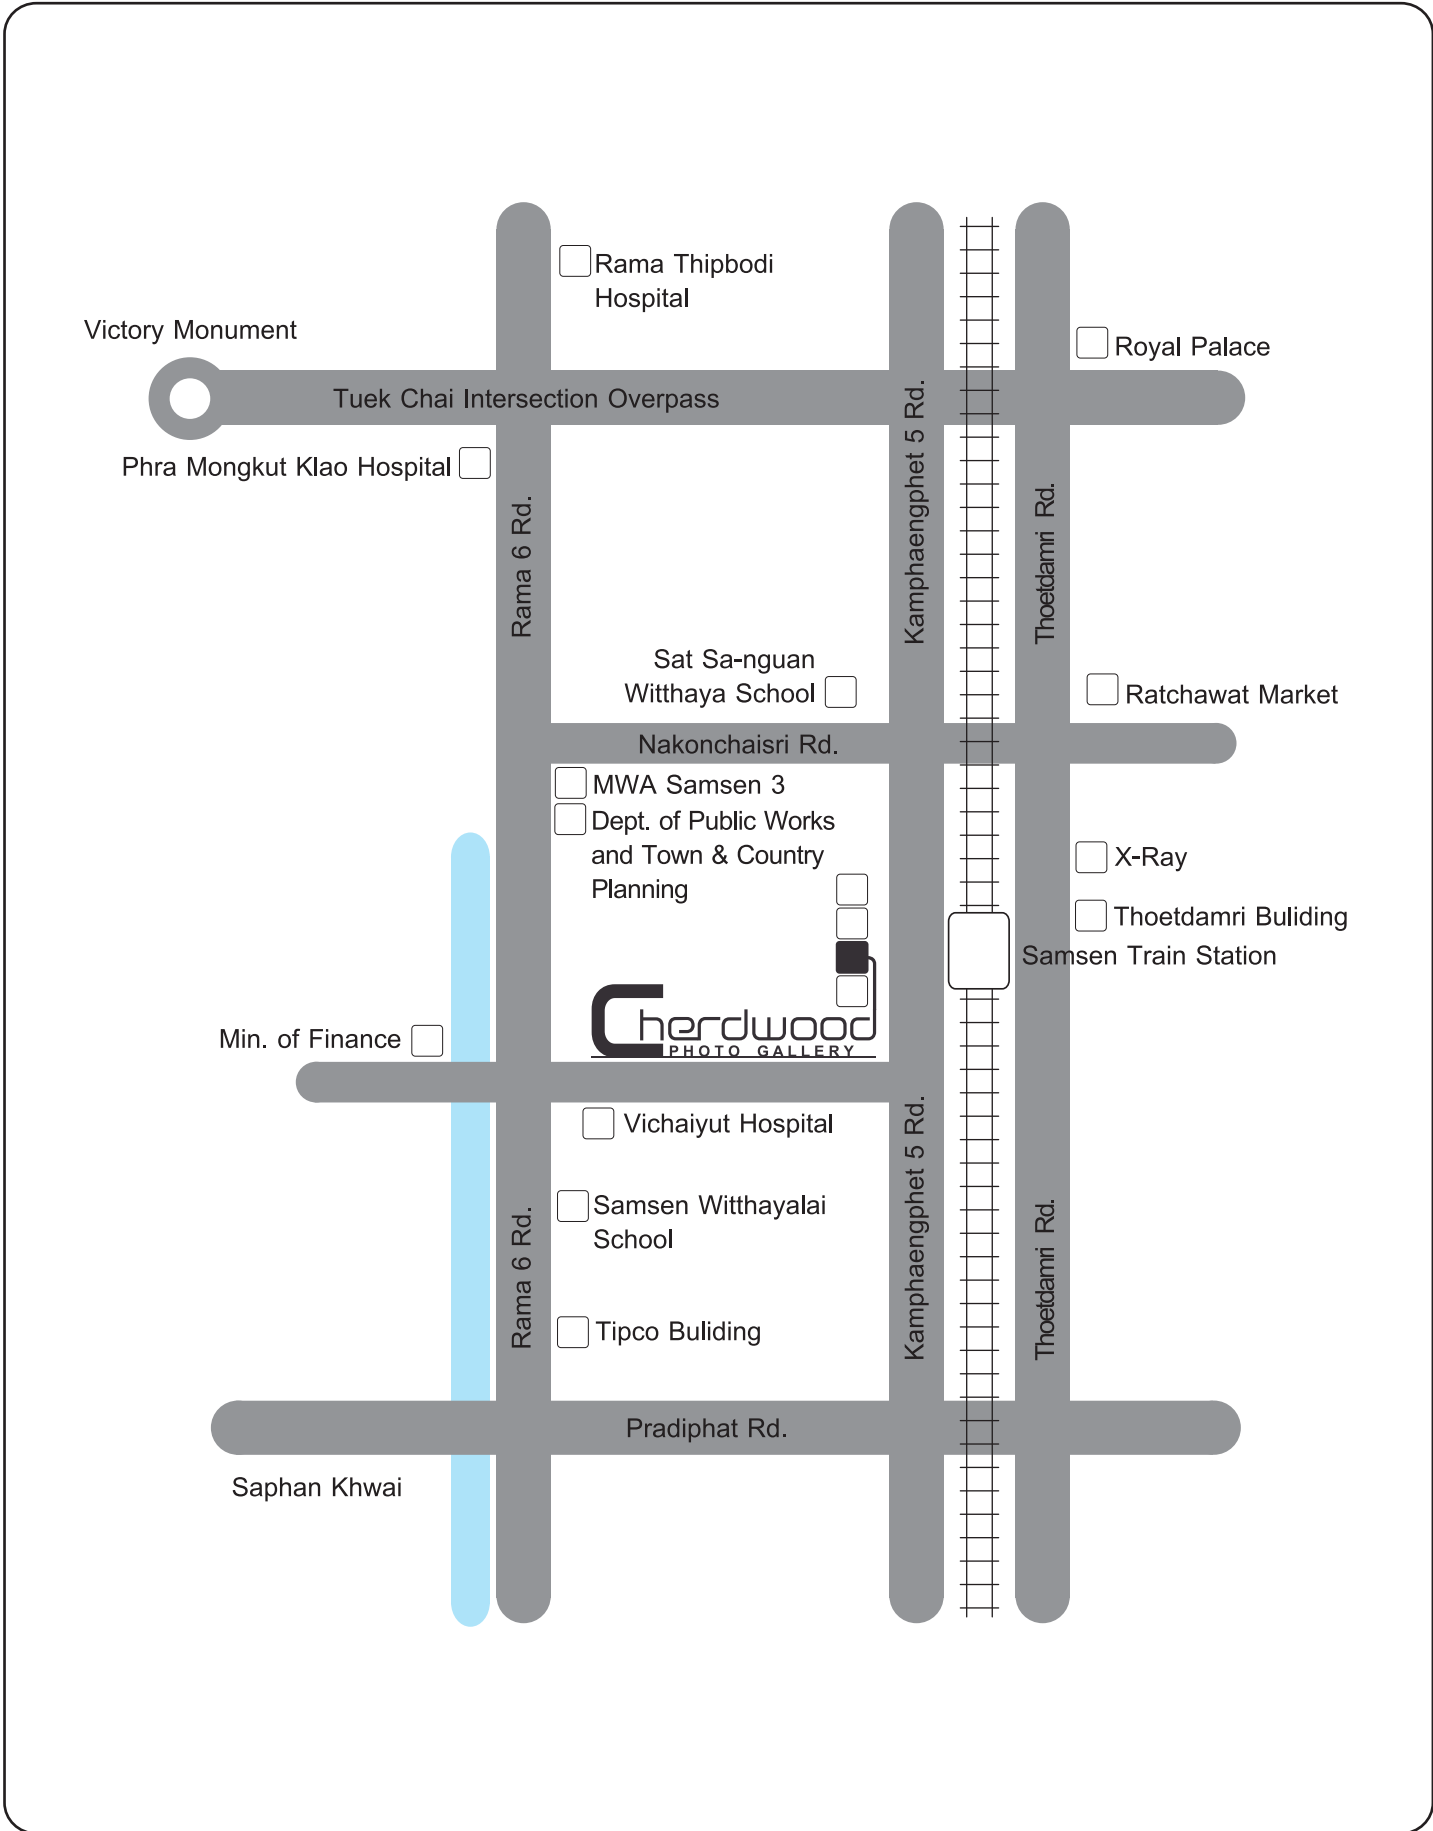 Rama Thipbodi
Hospital
Victory Monument
Royal Palace
Tuek Chai Intersection Overpass
Phra Mongkut Klao Hospital
Rama 6 Rd.
Kamphaengphet 5 Rd.
Thoetdamri Rd.
Sat Sa-nguan
Witthaya School
Ratchawat Market
Nakonchaisri Rd.
MWA Samsen 3
Dept. of Public Works
and Town & Country
Planning
X-Ray
Thoetdamri Buliding
Samsen Train Station
Cherdwood
PHOTO GALLERY
Min. of Finance
Vichaiyut Hospital
Samsen Witthayalai
School
Rama 6 Rd.
Kamphaengphet 5 Rd.
Thoetdamri Rd.
Tipco Buliding
Pradiphat Rd.
Saphan Khwai